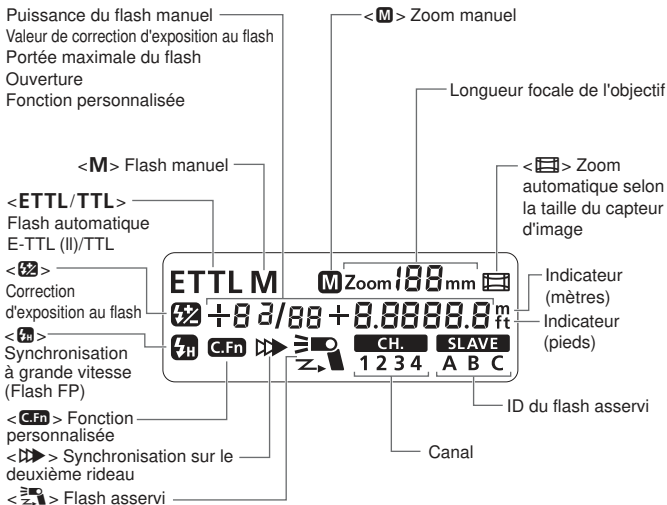 Puissance du flash manuel
Valeur de correction d'exposition au flash
Portée maximale du flash
Ouverture
Fonction personnalisée
<M> Zoom manuel
Longueur focale de l'objectif
<M> Flash manuel
<ETTL/TTL>
Flash automatique
E-TTL (II)/TTL
< > Zoom
automatique selon
la taille du capteur
d'image
< >
Correction
d'exposition au flash
<H>
Synchronisation
à grande vitesse
(Flash FP)
<C.Fn> Fonction
personnalisée
< > Synchronisation sur le
deuxième rideau
< > Flash asservi
ETTL M M Zoom 188 mm
+8 3/88 +8.8888.8 m
ft
H C.Fn CH. SLAVE
1 2 3 4 A B C
Indicateur
(mètres)
Indicateur
(pieds)
ID du flash asservi
Canal